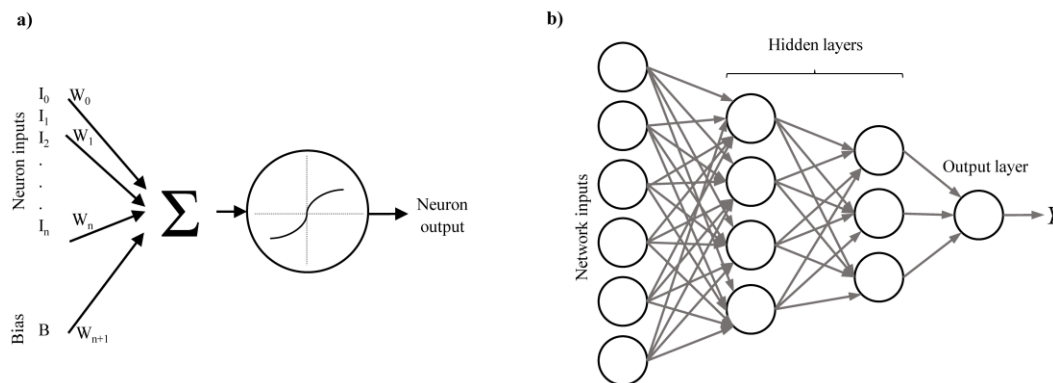 a)
Neuron inputs
I0 W0
I1
I2 W1
.
.
.
In Wn
Bias
B Wn+1
Σ
Neuron
output
b)
Hidden layers
Network inputs
Output layer